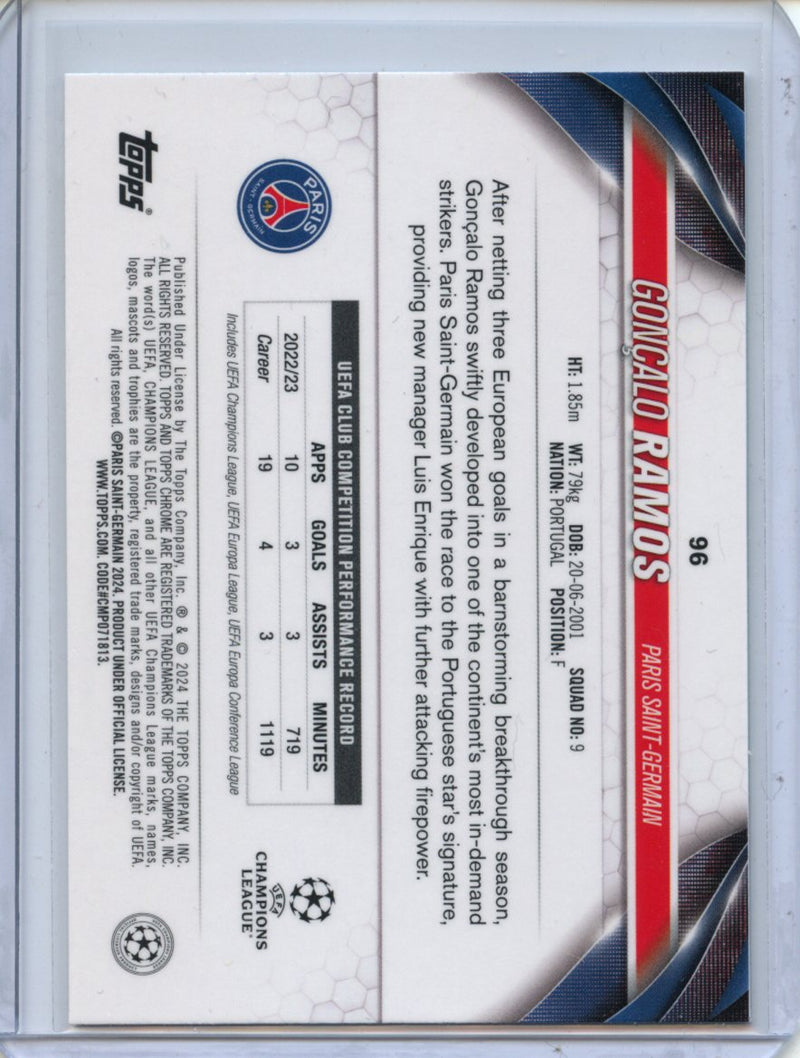 96
GONÇALO RAMOS PARIS SAINT-GERMAIN
HT: 1.85m WT: 79kg DOB: 20-06-2001 SQUAD NO: 9
NATION: PORTUGAL POSITION: F
After netting three European goals in a barnstorming breakthrough season,
Gonçalo Ramos swiftly developed into one of the continent's most in-demand
strikers. Paris Saint-Germain won the race to the Portuguese star's signature,
providing new manager Luis Enrique with further attacking firepower.
PARIS
SAINT-GERMAIN
UEFA CLUB COMPETITION PERFORMANCE RECORD
APPS GOALS ASSISTS MINUTES
2022/23 10 3 3 719
Career 19 4 3 1119
Includes UEFA Champions League, UEFA Europa League, UEFA Europa Conference League
UEFA
CHAMPIONS
LEAGUE®
topps®
Published Under License by The Topps Company, Inc. ® & © 2024 THE TOPPS COMPANY, INC.
ALL RIGHTS RESERVED. TOPPS AND TOPPS CHROME ARE REGISTERED TRADEMARKS OF THE TOPPS COMPANY, INC.
The word(s) UEFA, CHAMPIONS LEAGUE, and all other UEFA Champions League marks, names,
logos, mascots and trophies are the property, registered trade marks, designs and/or copyright of UEFA.
All rights reserved. ©PARIS SAINT-GERMAIN 2024. PRODUCT UNDER OFFICIAL LICENSE.
WWW.TOPPS.COM. CODE#CMP071813.